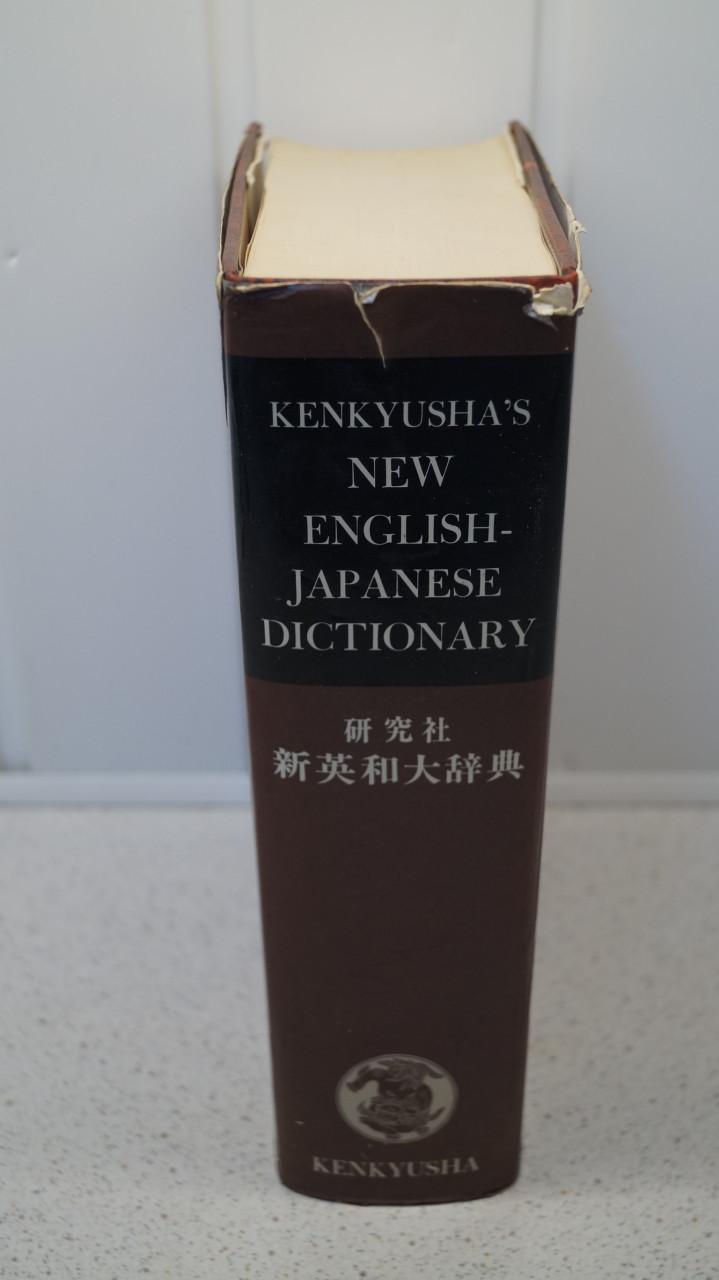 KENKYUSHA'S
NEW
ENGLISH-
JAPANESE
DICTIONARY
研究社
新英和大辞典
KENKYUSHA